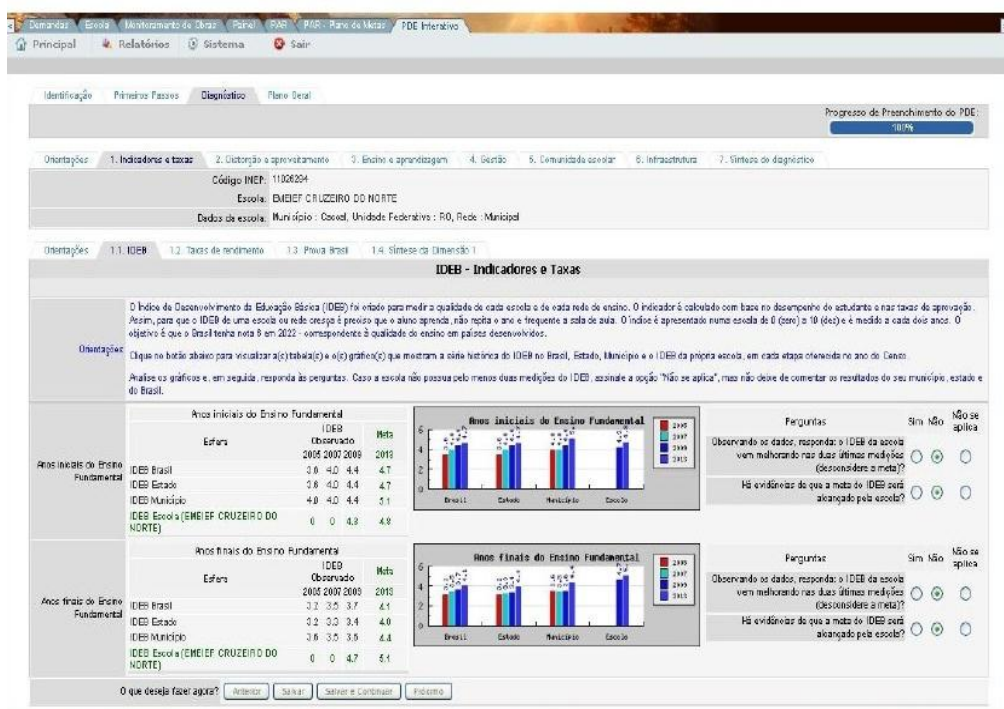 Demandas Escola Monitoramento de Obras Painel PAR PAR - Plano de Metas PDE Interativo
Principal Relatórios Sistema Sair
Identificação Primeiros Passos Diagnóstico Plano Geral
Progresso de Preenchimento do PDE:
100%
Orientações 1. Indicadores e taxas 2. Distorção e aproveitamento 3. Ensino e aprendizagem 4. Gestão 5. Comunidade escolar 6. Infraestrutura 7. Síntese do diagnóstico
Código INEP: 11026294
Escola: EMEIEF CRUZEIRO DO NORTE
Dados da escola: Município : Cacoal, Unidade Federativa : RO, Rede : Municipal
Orientações 1.1. IDEB 1.2. Taxas de rendimento 1.3. Prova Brasil 1.4. Síntese da Dimensão 1
IDEB - Indicadores e Taxas
Orientações
O Índice de Desenvolvimento da Educação Básica (IDEB) foi criado para medir a qualidade de cada escola e de cada rede de ensino. O indicador é calculado com base no desempenho do estudante e nas taxas de aprovação.
Assim, para que o IDEB de uma escola ou rede cresça é preciso que o aluno aprenda, não repita o ano e frequente a sala de aula. O índice é apresentado numa escala de 0 (zero) a 10 (dez) e é medido a cada dois anos. O
objetivo é que o Brasil tenha nota 6 em 2022 - correspondente à qualidade do ensino em países desenvolvidos.
Clique no botão abaixo para visualizar a(s) tabela(s) e o(s) gráfico(s) que mostram a série histórica do IDEB no Brasil, Estado, Município e o IDEB da própria escola, em cada etapa oferecida no ano do Censo.
Analise os gráficos e, em seguida, responda às perguntas. Caso a escola não possua pelo menos duas medições do IDEB, assinale a opção "Não se aplica", mas não deixe de comentar os resultados do seu município, estado e
do Brasil.
Anos iniciais do Ensino
Fundamental
Anos iniciais do Ensino Fundamental
Esfera IDEB Observado Meta
2005 2007 2009 2013
IDEB Brasil 3.8 4.0 4.4 4.7
IDEB Estado 3.6 4.0 4.4 4.7
IDEB Município 4.0 4.0 4.4 5.1
IDEB Escola (EMEIEF CRUZEIRO DO
NORTE) 0 0 4.3 4.8
Anos iniciais do Ensino Fundamental
6
4
2
0
Brasil Estado Município Escola
2005
2007
2009
2013
Perguntas Sim Não Não se aplica
Observando os dados, responda: o IDEB da escola
vem melhorando nas duas últimas medições
(desconsidere a meta)?
Há evidências de que a meta do IDEB será
alcançado pela escola?
Anos finais do Ensino
Fundamental
Anos finais do Ensino Fundamental
Esfera IDEB Observado Meta
2005 2007 2009 2013
IDEB Brasil 3.2 3.5 3.7 4.1
IDEB Estado 3.2 3.3 3.4 4.0
IDEB Município 3.6 3.5 3.6 4.4
IDEB Escola (EMEIEF CRUZEIRO DO
NORTE) 0 0 4.7 5.1
Anos finais do Ensino Fundamental
6
4
2
0
Brasil Estado Município Escola
2005
2007
2009
2013
Perguntas Sim Não Não se aplica
Observando os dados, responda: o IDEB da escola
vem melhorando nas duas últimas medições
(desconsidere a meta)?
Há evidências de que a meta do IDEB será
alcançado pela escola?
O que deseja fazer agora? Anterior Salvar Salvar e Continuar Próximo